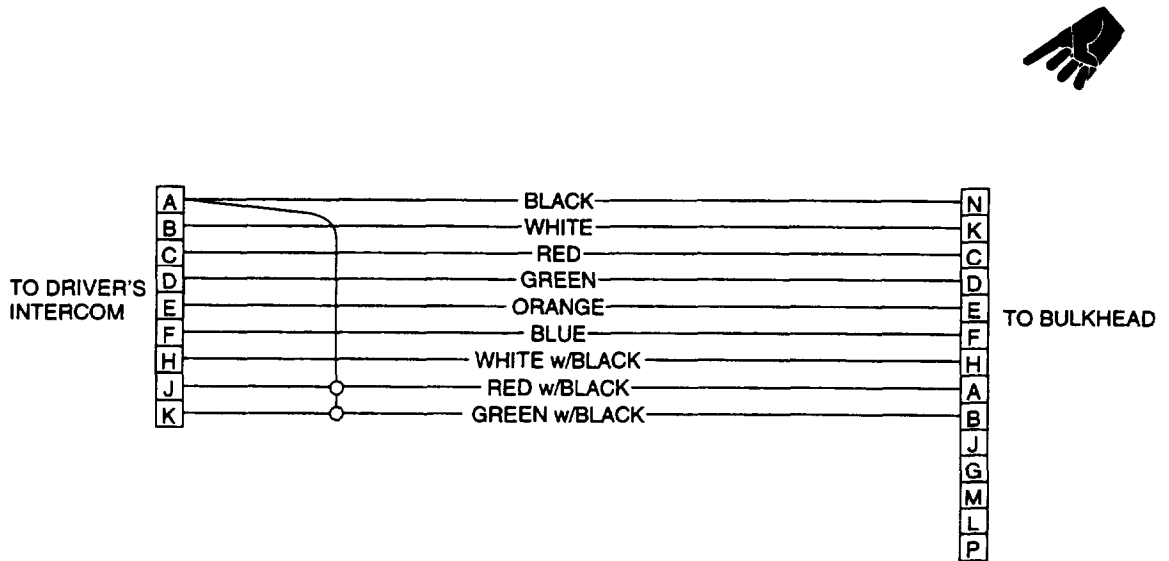 A BLACK N
B WHITE K
C RED C
D GREEN D
TO DRIVER'S
INTERCOM
E ORANGE E
TO BULKHEAD
F BLUE F
H WHITE w/BLACK H
J RED w/BLACK A
K GREEN w/BLACK B
J
G
M
L
P